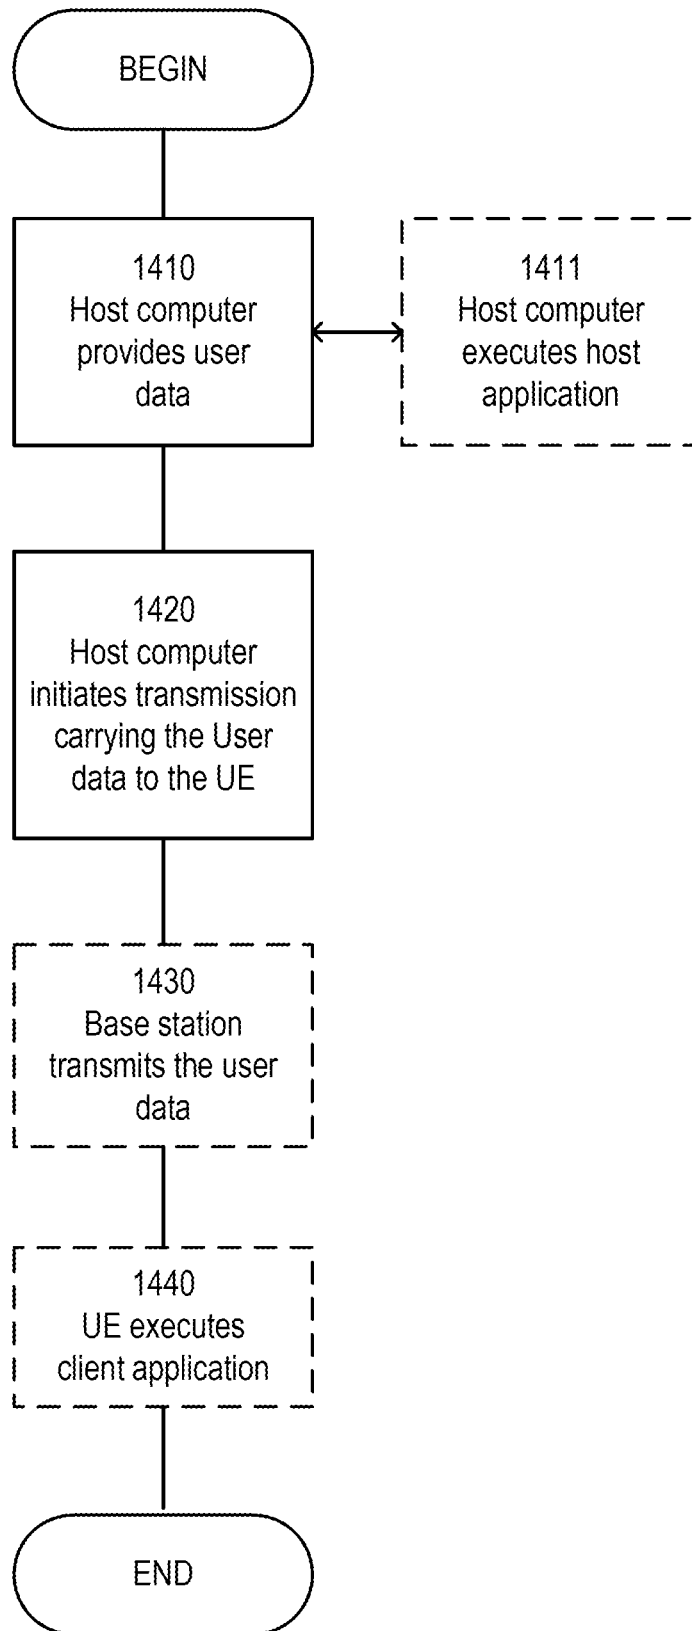 BEGIN
1410
Host computer
provides user
data
1411
Host computer
executes host
application
1420
Host computer
initiates transmission
carrying the User
data to the UE
1430
Base station
transmits the user
data
1440
UE executes
client application
END